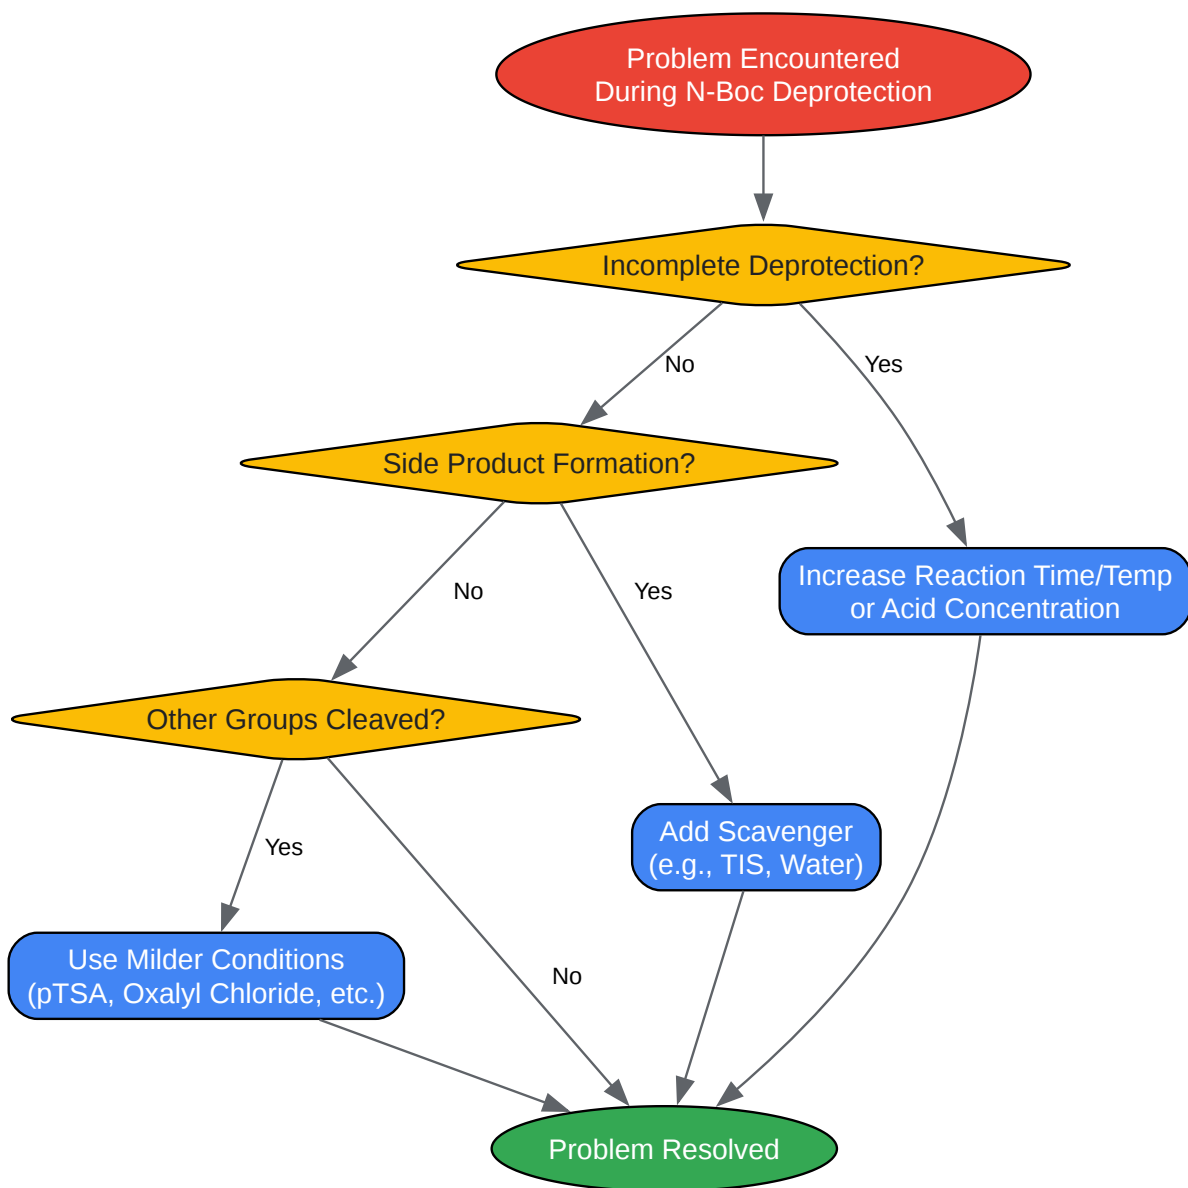 Problem Encountered
During N-Boc Deprotection
Incomplete Deprotection?
No
Yes
Side Product Formation?
Increase Reaction Time/Temp
or Acid Concentration
No
Yes
Other Groups Cleaved?
Add Scavenger
(e.g., TIS, Water)
Yes
Use Milder Conditions
(pTSA, Oxalyl Chloride, etc.)
No
Problem Resolved